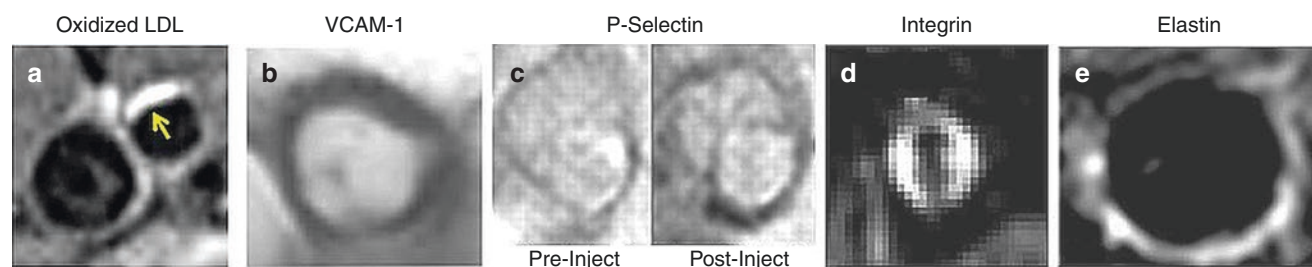 Oxidized LDL
VCAM-1
P-Selectin
Integrin
Elastin
a
b
c
d
e
Pre-Inject
Post-Inject